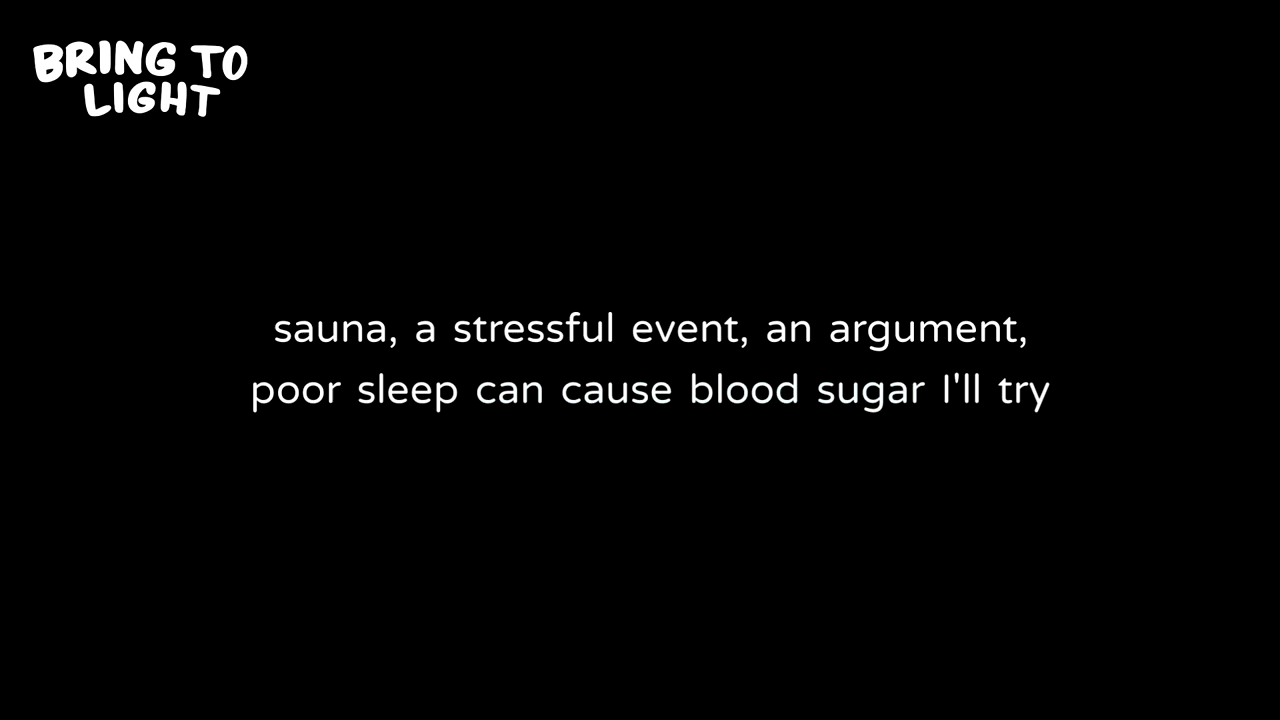 BRING TO
LIGHT
sauna, a stressful event, an argument,
poor sleep can cause blood sugar I'll try